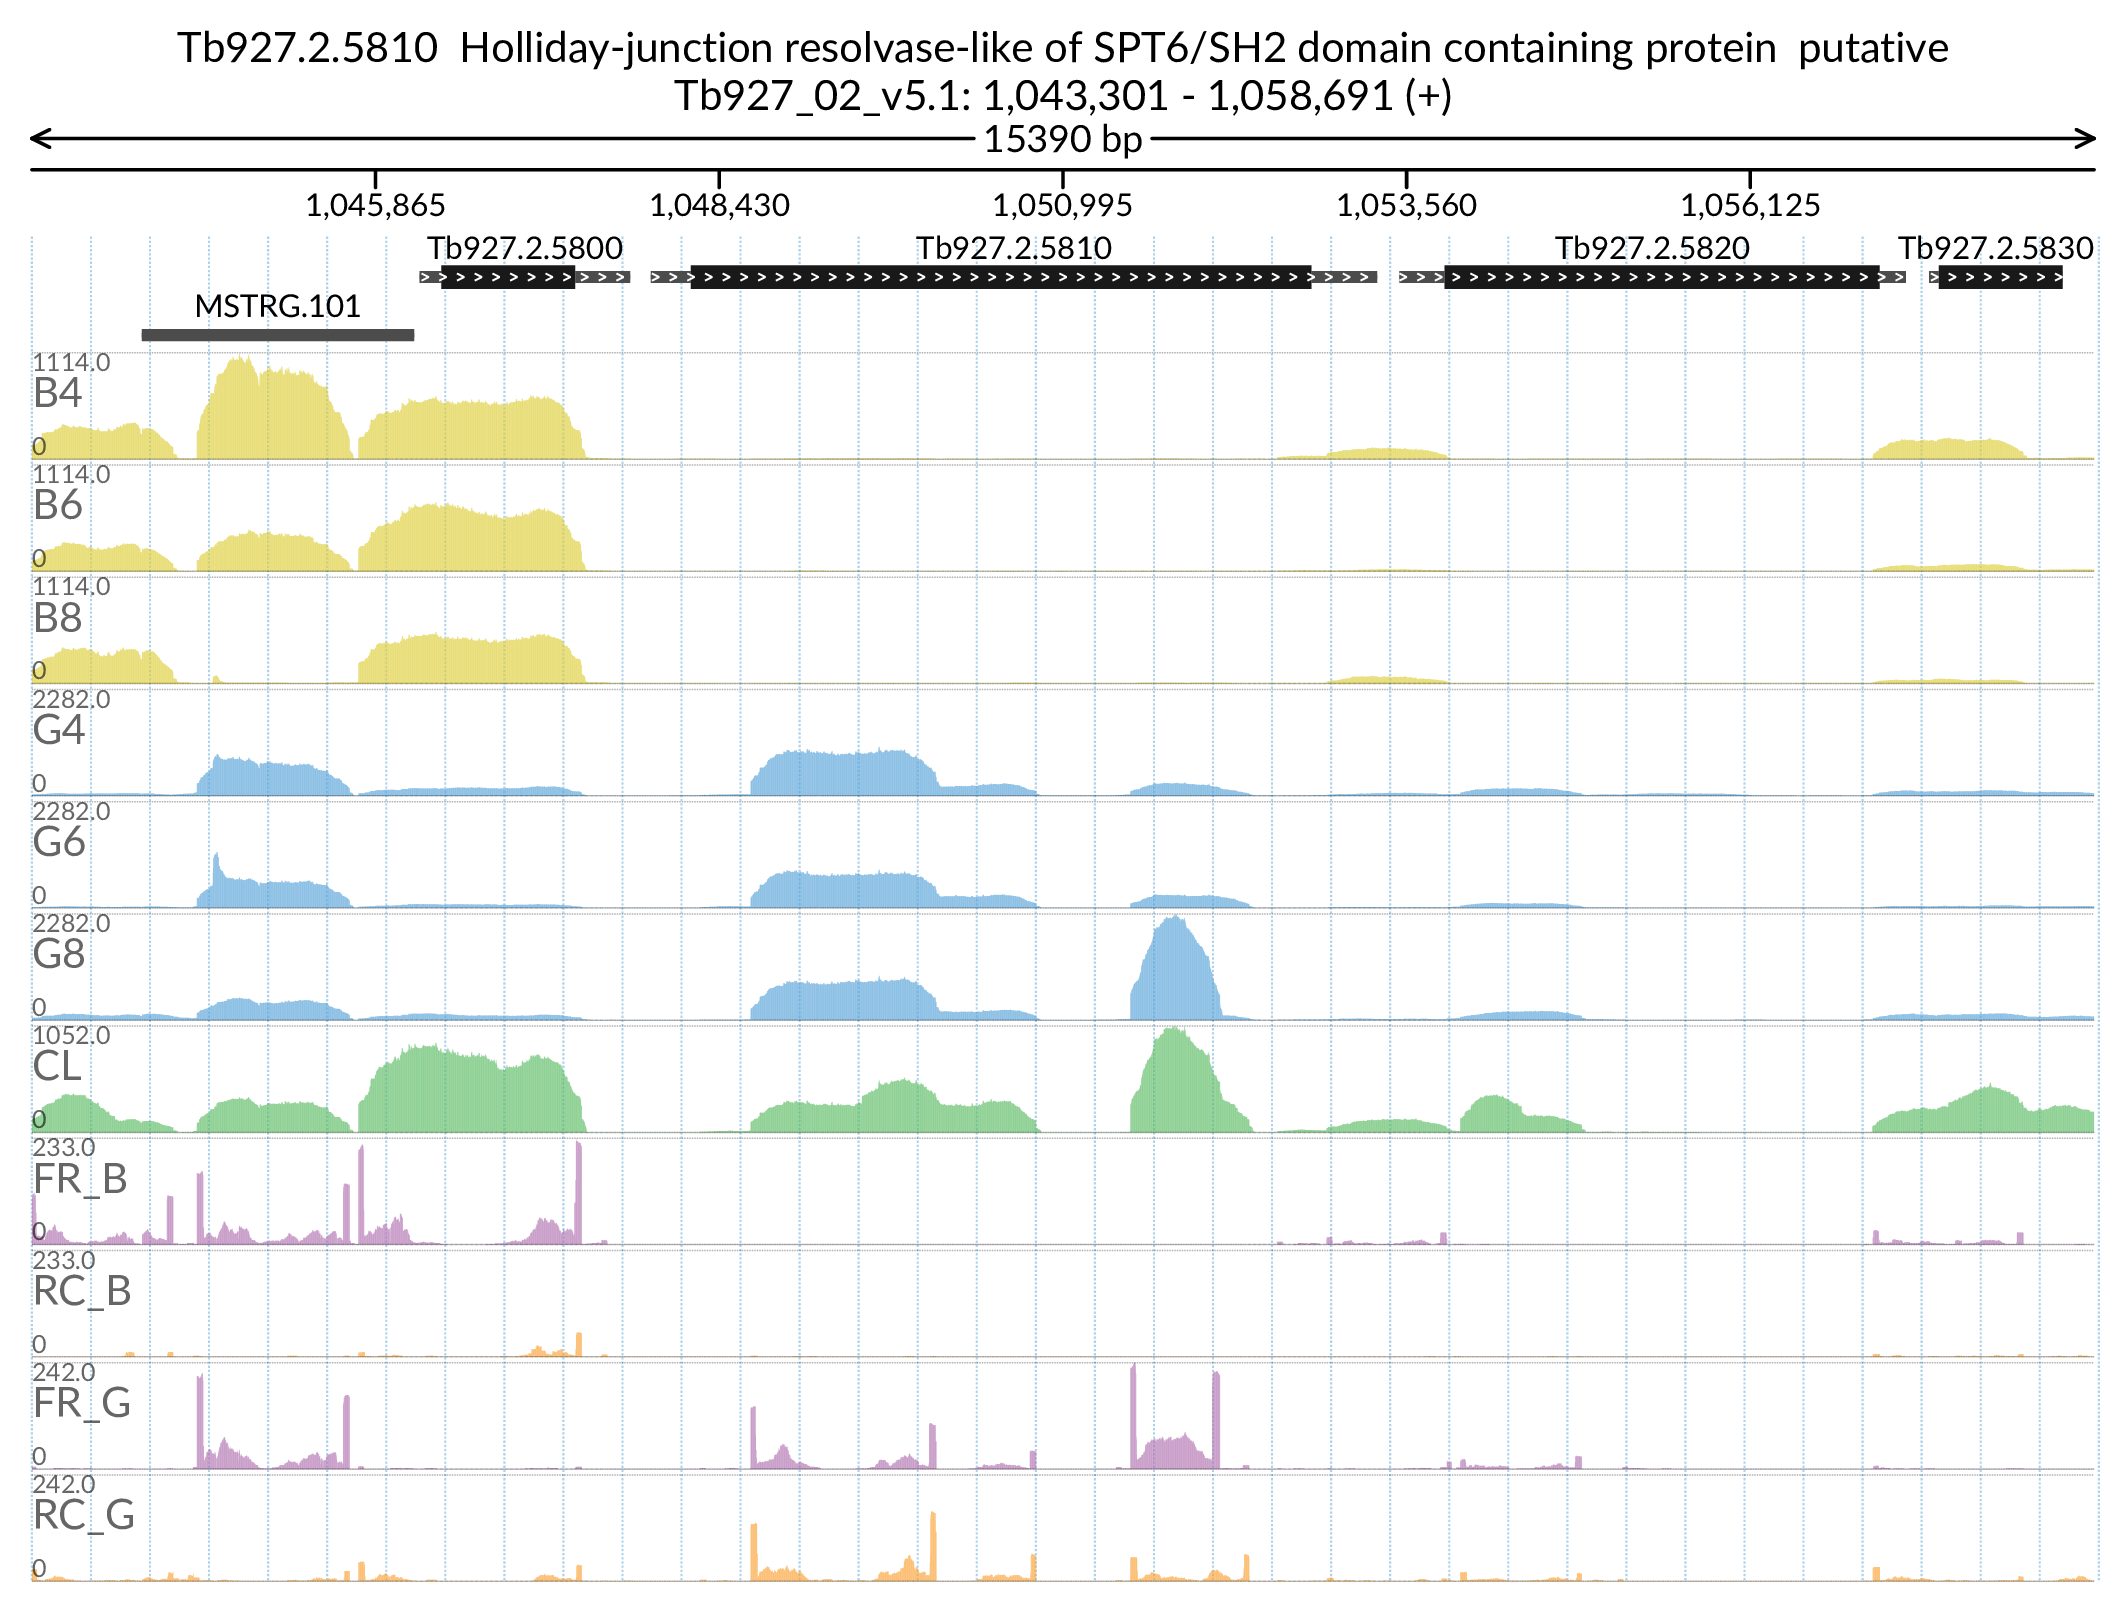 Tb927.2.5810  Holliday-junction resolvase-like of SPT6/SH2 domain containing protein  putative
Tb927_02_v5.1: 1,043,301 - 1,058,691 (+)
15390 bp
1,045,865 1,048,430 1,050,995 1,053,560 1,056,125
Tb927.2.5800 Tb927.2.5810 Tb927.2.5820 Tb927.2.5830
MSTRG.101
1114.0
B4
0
1114.0
B6
0
1114.0
B8
0
2282.0
G4
0
2282.0
G6
0
2282.0
G8
0
1052.0
CL
0
233.0
FR_B
0
233.0
RC_B
0
242.0
FR_G
0
242.0
RC_G
0